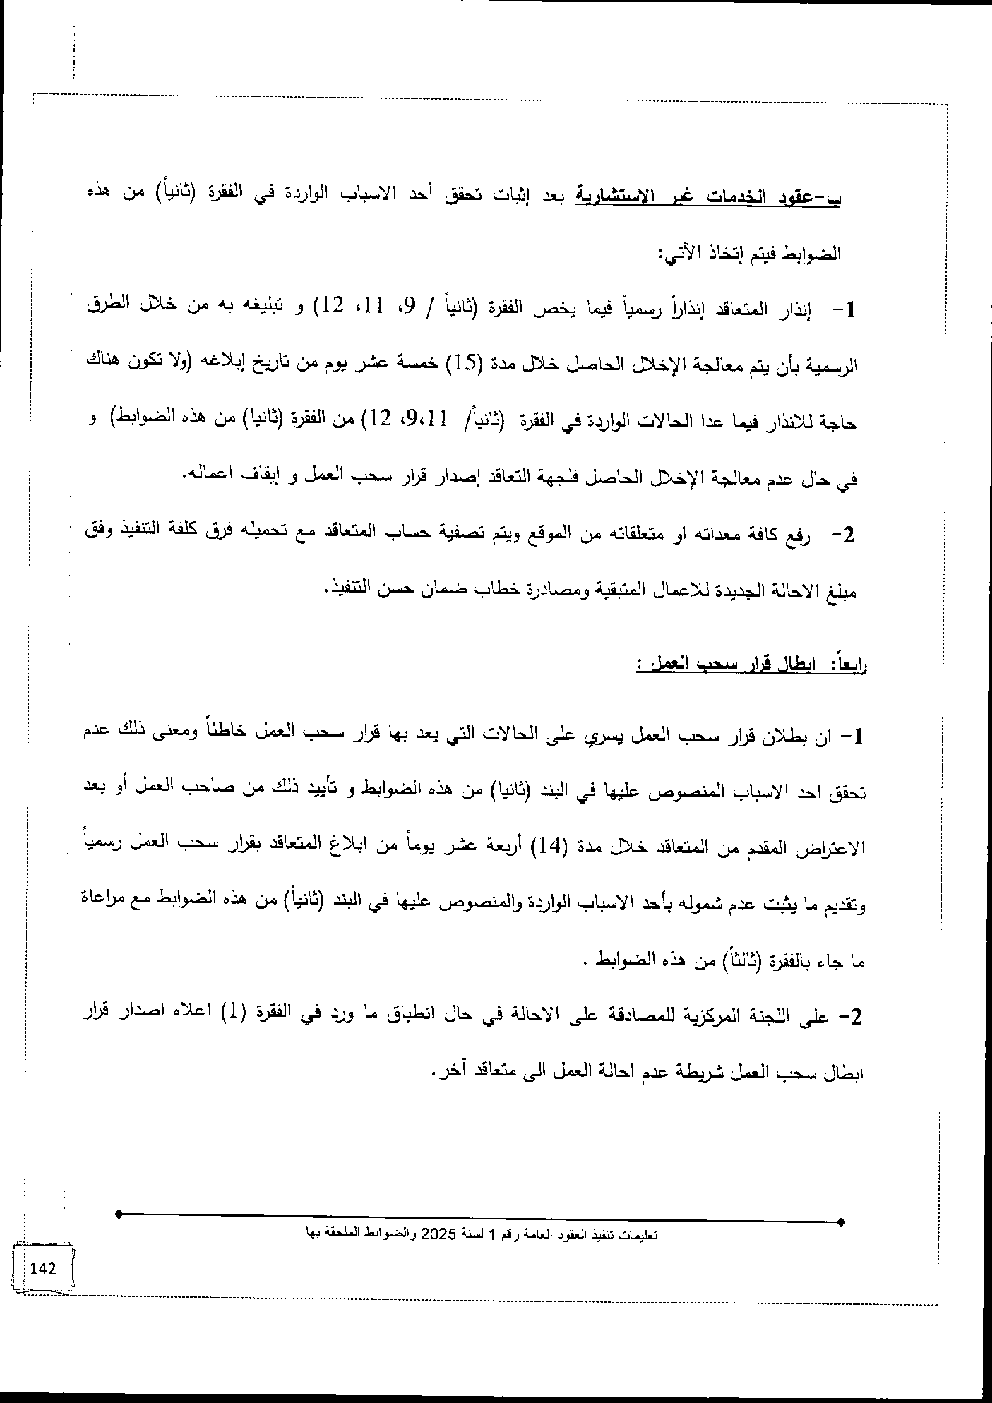 ب-عقود الخدمات غير الاستشارية بعد إثبات تحقق أحد الاسباب الواردة في الفقرة (ثانياً) من هذه
الضوابط فيتم إتخاذ الأتي:
1- إنذار المتعاقد إنذاراً رسمياً فيما يخص الفقرة (ثانياً / 9، 11، 12) و تبليغه به من خلال الطرق
الرسمية بأن يتم معالجة الإخلال الحاصل خلال مدة (15) خمسة عشر يوم من تاريخ إبلاغه (ولا تكون هناك
حاجة للانذار فيما عدا الحالات الواردة في الفقرة (ثانياً/ 9،11، 12) من الفقرة (ثانيا) من هذه الضوابط) و
في حال عدم معالجة الإخلال الحاصل فلجهة التعاقد إصدار قرار سحب العمل و إيقاف اعماله.
2- رفع كافة معداته او متعلقاته من الموقع ويتم تصفية حساب المتعاقد مع تحميله فرق كلفة التنفيذ وفق
مبلغ الاحالة الجديدة للاعمال المتبقية ومصادرة خطاب ضمان حسن التنفيذ.
رابعاً: ابطال قرار سحب العمل :
1- ان بطلان قرار سحب العمل يسري على الحالات التي يعد بها قرار سحب العمل خاطئاً ومعنى ذلك عدم
تحقق احد الاسباب المنصوص عليها في البند (ثانيا) من هذه الضوابط و تأييد ذلك من صاحب العمل أو بعد
الاعتراض المقدم من المتعاقد خلال مدة (14) أربعة عشر يوماً من ابلاغ المتعاقد بقرار سحب العمل رسمياً
وتقديم ما يثبت عدم شموله بأحد الاسباب الواردة والمنصوص عليها في البند (ثانياً) من هذه الضوابط مع مراعاة
ما جاء بالفقرة (ثالثاً) من هذه الضوابط .
2- على اللجنة المركزية للمصادقة على الاحالة في حال انطباق ما ورد في الفقرة (1) اعلاه اصدار قرار
ابطال سحب العمل شريطة عدم احالة العمل الى متعاقد آخر.
تعليمات تنفيذ العقود العامة رقم 1 لسنة 2025 والضوابط الملحقة بها
142